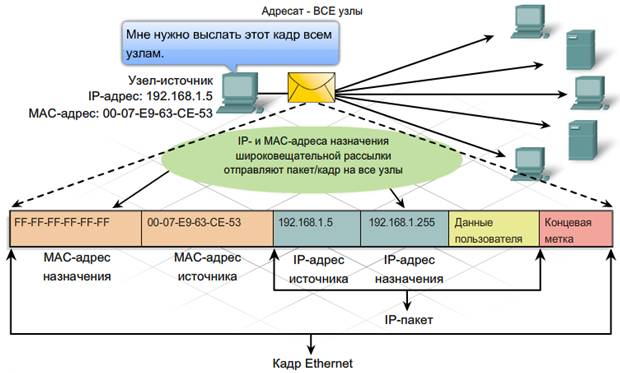 Адресат - ВСЕ узлы
Мне нужно выслать этот кадр всем
узлам.
Узел-источник
IP-адрес: 192.168.1.5
MAC-адрес: 00-07-E9-63-CE-53
IP- и MAC-адреса назначения
широковещательной рассылки
отправляют пакет/кадр на все узлы
FF-FF-FF-FF-FF-FF
00-07-E9-63-CE-53
192.168.1.5
192.168.1.255
Данные
пользователя
Концевая
метка
MAC-адрес
назначения
MAC-адрес
источника
IP-адрес
источника
IP-адрес
назначения
IP-пакет
Кадр Ethernet